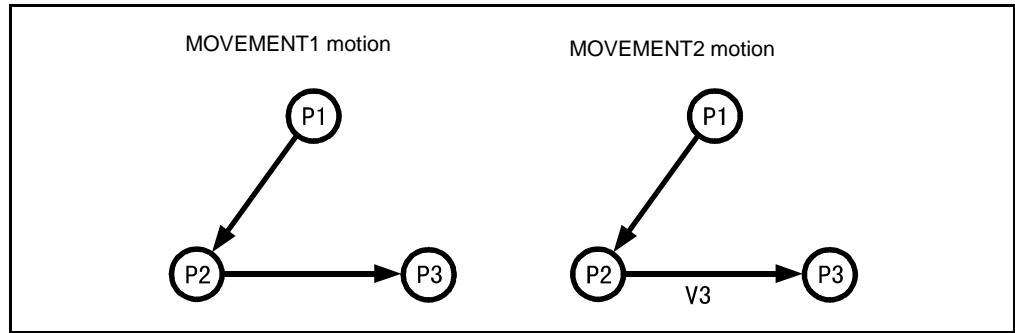 MOVEMENT1 motion
MOVEMENT2 motion
P1
P1
P2
P3
P2
P3
V3